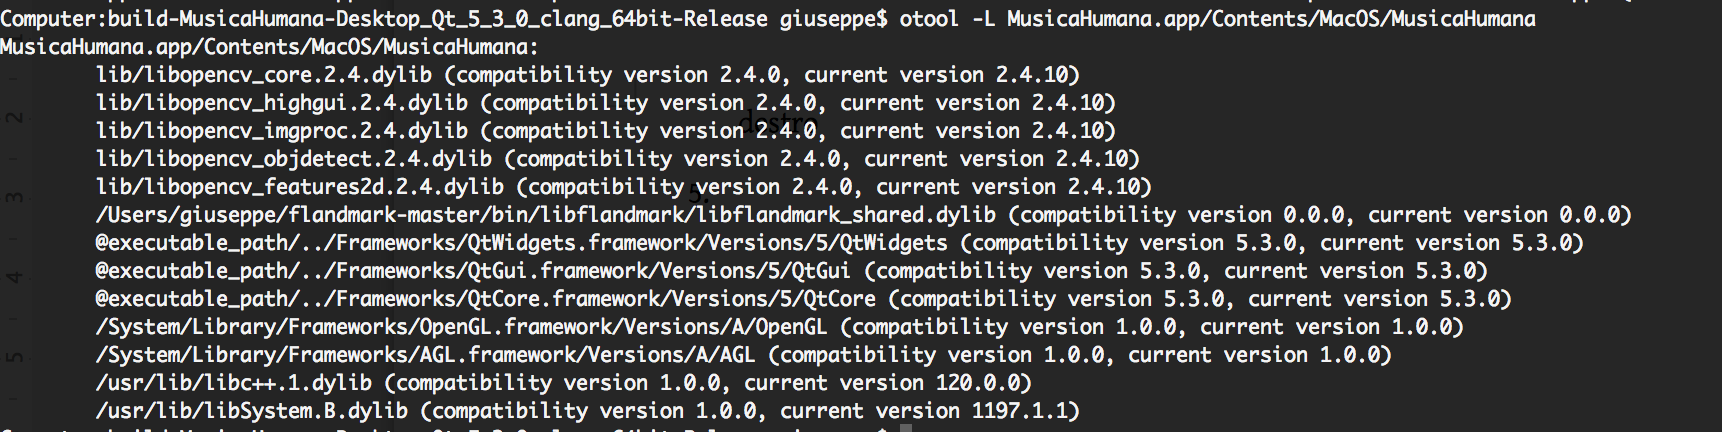 Computer:build-MusicaHumana-Desktop_Qt_5_3_0_clang_64bit-Release giuseppe$ otool -L MusicaHumana.app/Contents/MacOS/MusicaHumana
MusicaHumana.app/Contents/MacOS/MusicaHumana:
lib/libopencv_core.2.4.dylib (compatibility version 2.4.0, current version 2.4.10)
lib/libopencv_highgui.2.4.dylib (compatibility version 2.4.0, current version 2.4.10)
2
destro
lib/libopencv_imgproc.2.4.dylib (compatibility version 2.4.0, current version 2.4.10)
lib/libopencv_objdetect.2.4.dylib (compatibility version 2.4.0, current version 2.4.10)
lib/libopencv_features2d.2.4.dylib (compatibility version 2.4.0, current version 2.4.10)
3
5.
/Users/giuseppe/flandmark-master/bin/libflandmark/libflandmark_shared.dylib (compatibility version 0.0.0, current version 0.0.0)
@executable_path/../Frameworks/QtWidgets.framework/Versions/5/QtWidgets (compatibility version 5.3.0, current version 5.3.0)
4
@executable_path/../Frameworks/QtGui.framework/Versions/5/QtGui (compatibility version 5.3.0, current version 5.3.0)
@executable_path/../Frameworks/QtCore.framework/Versions/5/QtCore (compatibility version 5.3.0, current version 5.3.0)
/System/Library/Frameworks/OpenGL.framework/Versions/A/OpenGL (compatibility version 1.0.0, current version 1.0.0)
5
/System/Library/Frameworks/AGL.framework/Versions/A/AGL (compatibility version 1.0.0, current version 1.0.0)
/usr/lib/libc++.1.dylib (compatibility version 1.0.0, current version 120.0.0)
/usr/lib/libSystem.B.dylib (compatibility version 1.0.0, current version 1197.1.1)